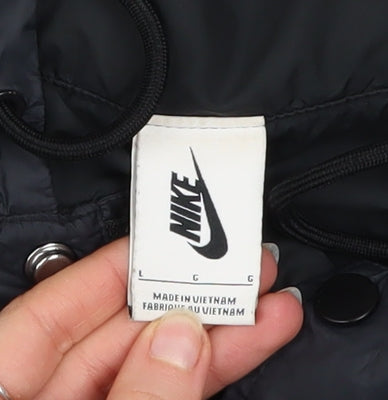 NIKE
L G G
MADE IN VIETNAM
FABRIQUÉ AU VIETNAM